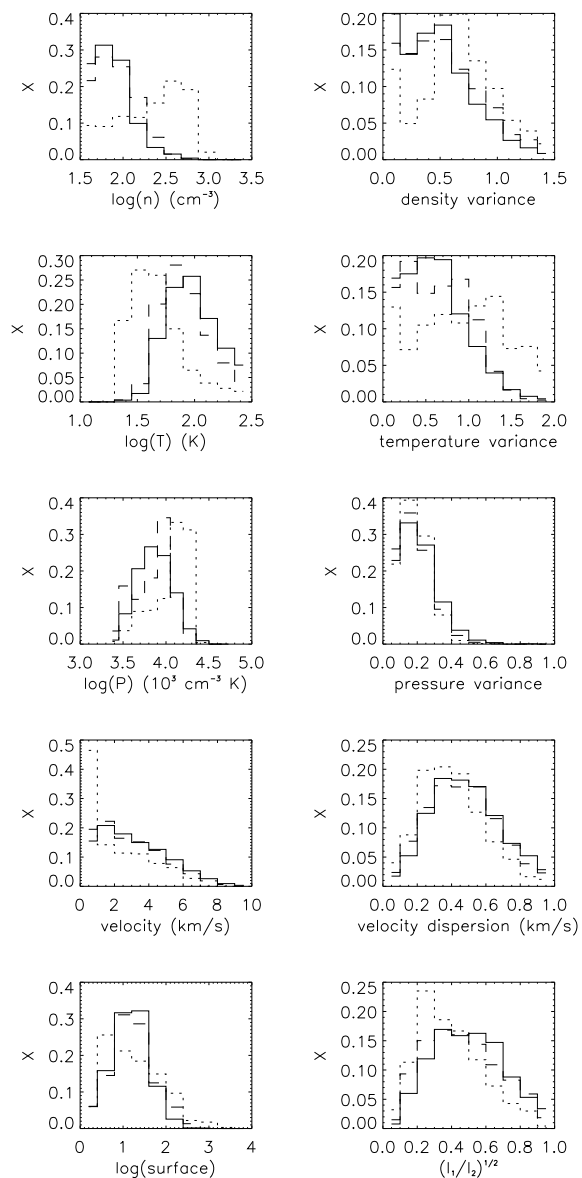 X
0.4
0.3
0.2
0.1
0.0
1.5 2.0 2.5 3.0 3.5
log(n) (cm⁻³)
X
0.20
0.15
0.10
0.05
0.00
0.0 0.5 1.0 1.5
density variance
X
0.30
0.25
0.20
0.15
0.10
0.05
0.00
1.0 1.5 2.0 2.5
log(T) (K)
X
0.20
0.15
0.10
0.05
0.00
0.0 0.5 1.0 1.5 2.0
temperature variance
X
0.4
0.3
0.2
0.1
0.0
3.0 3.5 4.0 4.5 5.0
log(P) (10³ cm⁻³ K)
X
0.4
0.3
0.2
0.1
0.0
0.0 0.2 0.4 0.6 0.8 1.0
pressure variance
X
0.5
0.4
0.3
0.2
0.1
0.0
2 4 6 8 10
velocity (km/s)
X
0.25
0.20
0.15
0.10
0.05
0.00
0.0 0.2 0.4 0.6 0.8 1.0
velocity dispersion (km/s)
X
0.4
0.3
0.2
0.1
0.0
0 1 2 3 4
log(surface)
X
0.25
0.20
0.15
0.10
0.05
0.00
0.0 0.2 0.4 0.6 0.8 1.0
(I₁/I₂)¹/²